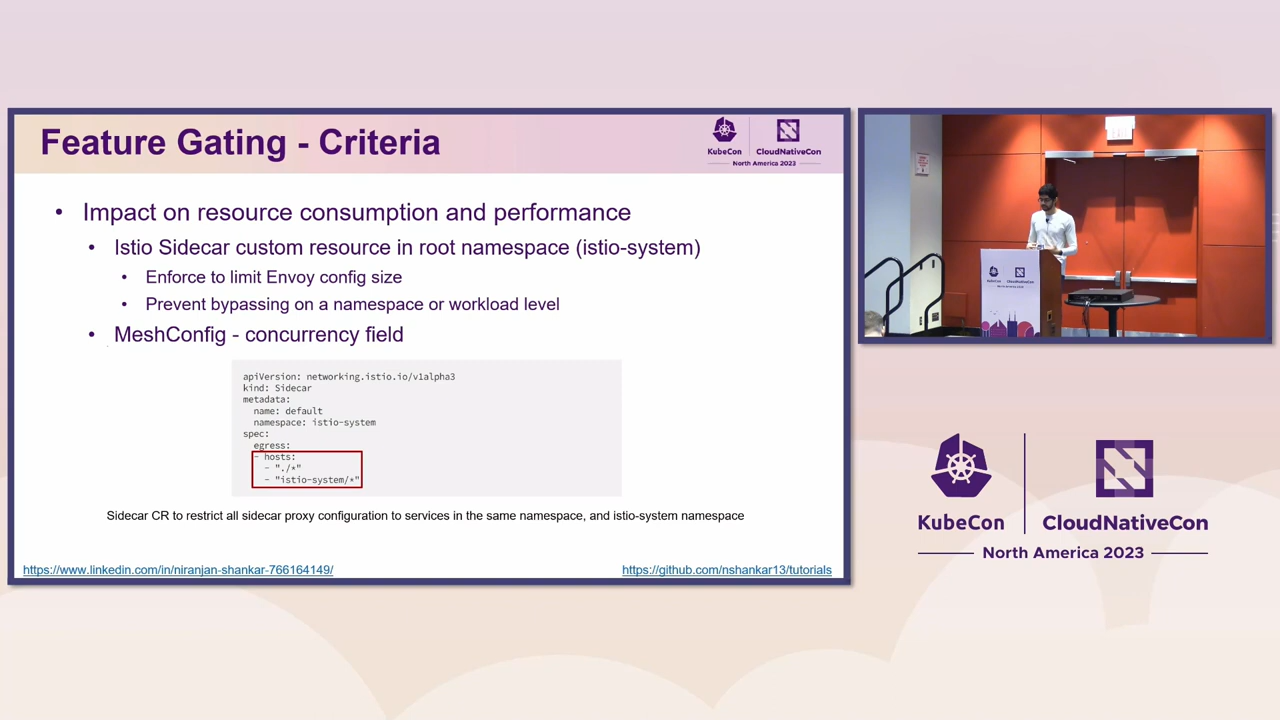 Feature Gating - Criteria
KubeCon
CloudNativeCon
North America 2023
• Impact on resource consumption and performance
• Istio Sidecar custom resource in root namespace (istio-system)
• Enforce to limit Envoy config size
• Prevent bypassing on a namespace or workload level
• MeshConfig - concurrency field
apiVersion: networking.istio.io/v1alpha3
kind: Sidecar
metadata:
  name: default
  namespace: istio-system
spec:
  egress:
  - hosts:
    - "./*"
    - "istio-system/*"
Sidecar CR to restrict all sidecar proxy configuration to services in the same namespace, and istio-system namespace
https://www.linkedin.com/in/niranjan-shankar-766164149/
https://github.com/nshankar13/tutorials
KubeCon
CloudNativeCon
North America 2023